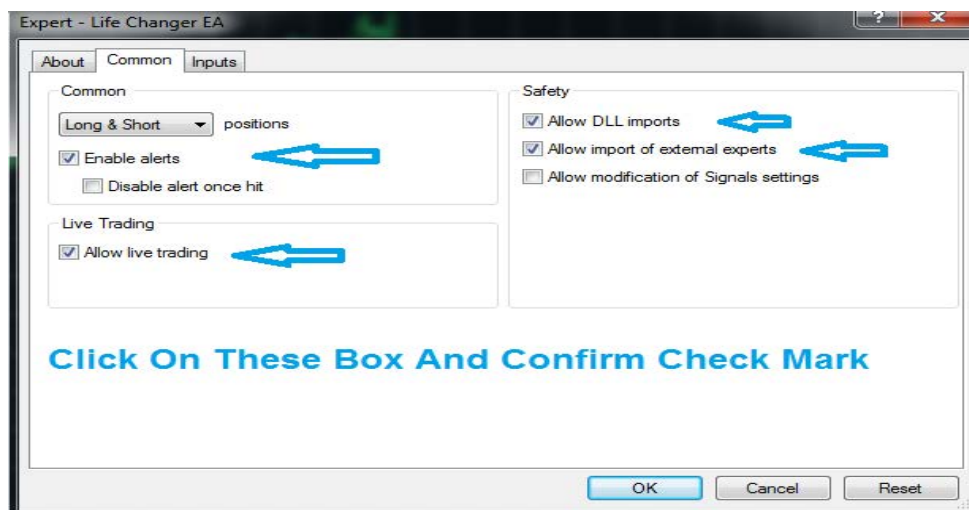 Expert - Life Changer EA
?
X
About Common Inputs
Common
Long & Short positions
Enable alerts
Disable alert once hit
Live Trading
Allow live trading
Safety
Allow DLL imports
Allow import of external experts
Allow modification of Signals settings
Click On These Box And Confirm Check Mark
OK Cancel Reset